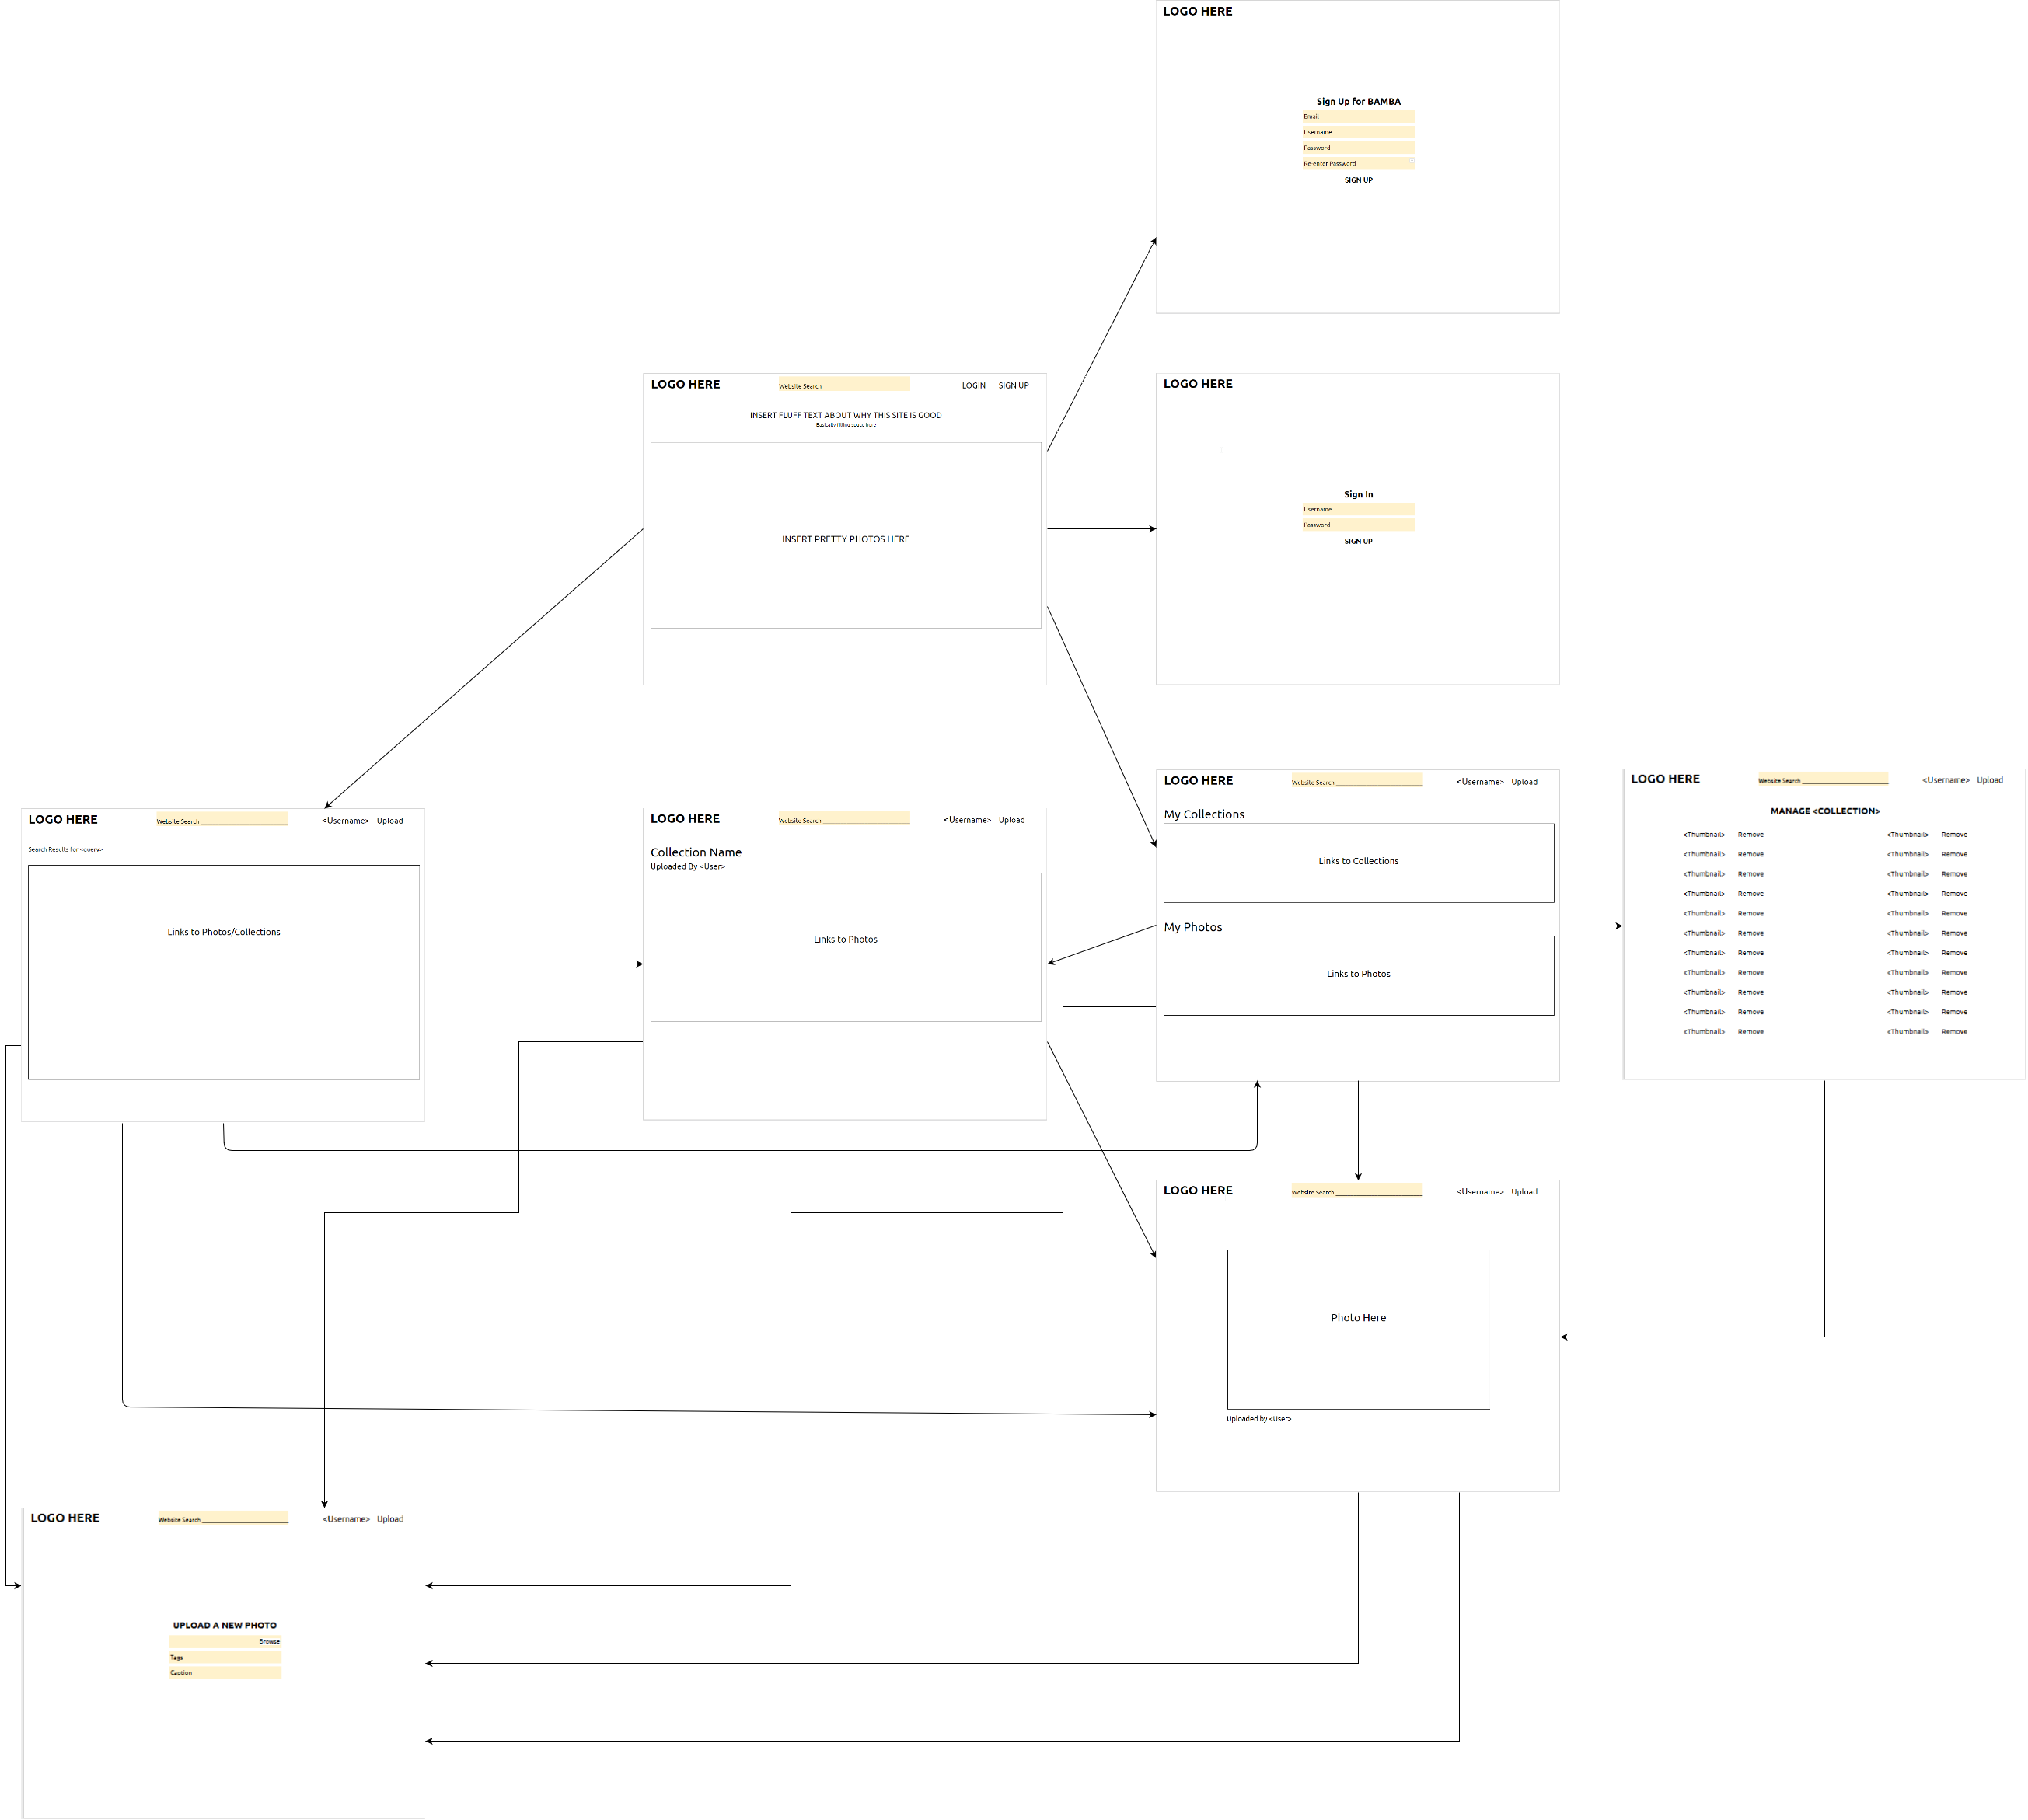 LOGO HERE
Sign Up for BAMBA
Email
Username
Password
Re-enter Password
SIGN UP
LOGO HERE
Website Search
LOGIN SIGN UP
INSERT FLUFF TEXT ABOUT WHY THIS SITE IS GOOD
Basically filling space here
INSERT PRETTY PHOTOS HERE
LOGO HERE
Sign In
Username
Password
SIGN UP
LOGO HERE
Website Search
<Username> Upload
Search Results for <query>
Links to Photos/Collections
LOGO HERE
Website Search
<Username> Upload
Collection Name
Uploaded By <User>
Links to Photos
LOGO HERE
Website Search
<Username> Upload
My Collections
Links to Collections
My Photos
Links to Photos
LOGO HERE
Website Search
<Username> Upload
MANAGE <COLLECTION>
<Thumbnail> Remove <Thumbnail> Remove
<Thumbnail> Remove <Thumbnail> Remove
<Thumbnail> Remove <Thumbnail> Remove
<Thumbnail> Remove <Thumbnail> Remove
<Thumbnail> Remove <Thumbnail> Remove
<Thumbnail> Remove <Thumbnail> Remove
<Thumbnail> Remove <Thumbnail> Remove
<Thumbnail> Remove <Thumbnail> Remove
<Thumbnail> Remove <Thumbnail> Remove
<Thumbnail> Remove <Thumbnail> Remove
<Thumbnail> Remove <Thumbnail> Remove
LOGO HERE
Website Search
<Username> Upload
Photo Here
Uploaded by <User>
LOGO HERE
Website Search
<Username> Upload
UPLOAD A NEW PHOTO
Browse
Tags
Caption